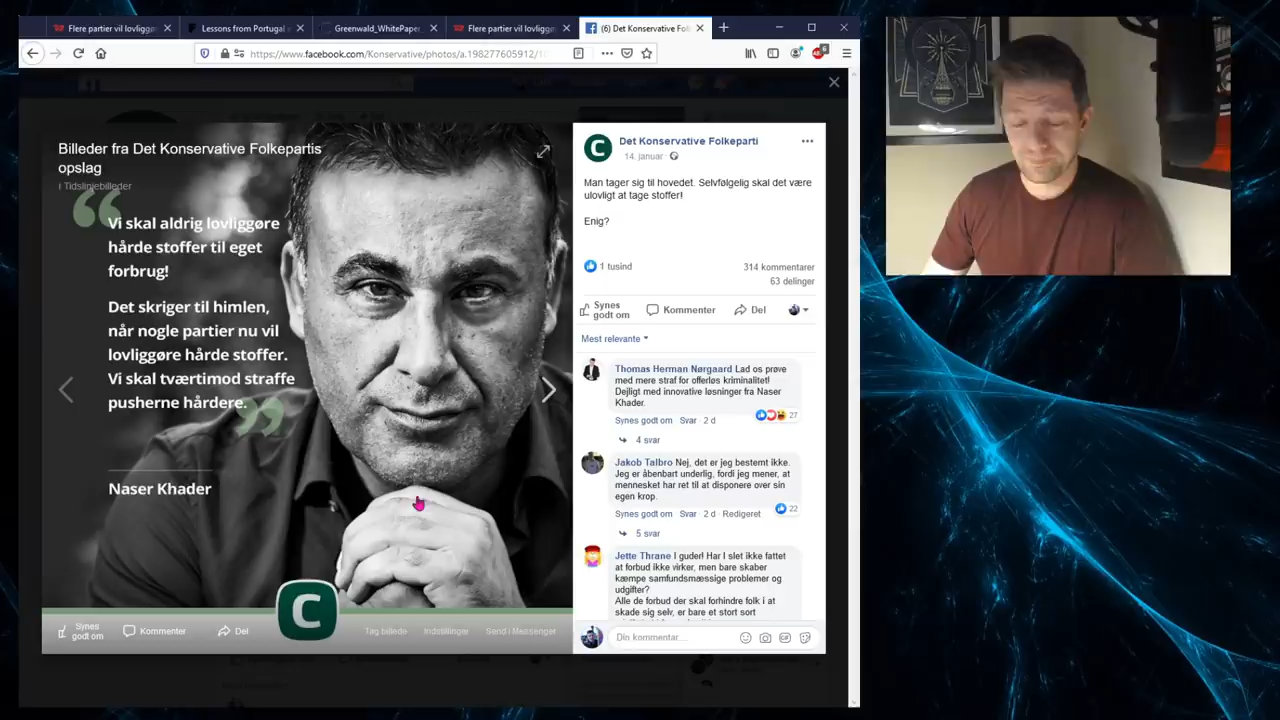 Flere partier vil lovliggø
Lessons from Portugal
Greenwald_WhitePaper
Flere partier vil lovliggø
(6) Det Konservative Fol
https://www.facebook.com/Konservative/photos/a.198277605912/1
Billeder fra Det Konservative Folkepartis
opslag
i Tidslinjebilleder
“
Vi skal aldrig lovliggøre
hårde stoffer til eget
forbrug!
Det skriger til himlen,
når nogle partier nu vil
lovliggøre hårde stoffer.
Vi skal tværtimod straffe
pusherne hårdere.
”
Naser Khader
C
Synes godt om
Kommenter
Del
Tag billede
Indstillinger
Send i Messenger
C
Det Konservative Folkeparti
14. januar
Man tager sig til hovedet. Selvfølgelig skal det være
ulovligt at tage stoffer!
Enig?
1 tusind
314 kommentarer
63 delinger
Synes godt om
Kommenter
Del
Mest relevante
Thomas Herman Nørgaard Lad os prøve
med mere straf for offerløs kriminalitet!
Dejligt med innovative løsninger fra Naser
Khader.
27
Synes godt om Svar · 2 d
4 svar
Jakob Talbro Nej, det er jeg bestemt ikke.
Jeg er åbenbart underlig, fordi jeg mener, at
mennesket har ret til at disponere over sin
egen krop.
22
Synes godt om Svar · 2 d · Redigeret
5 svar
Jette Thrane I guder! Har I slet ikke fattet
at forbud ikke virker, men bare skaber
kæmpe samfundsmæssige problemer og
udgifter?
Alle de forbud der skal forhindre folk i at
skade sig selv, er bare et stort sort
Din kommentar...
GIF